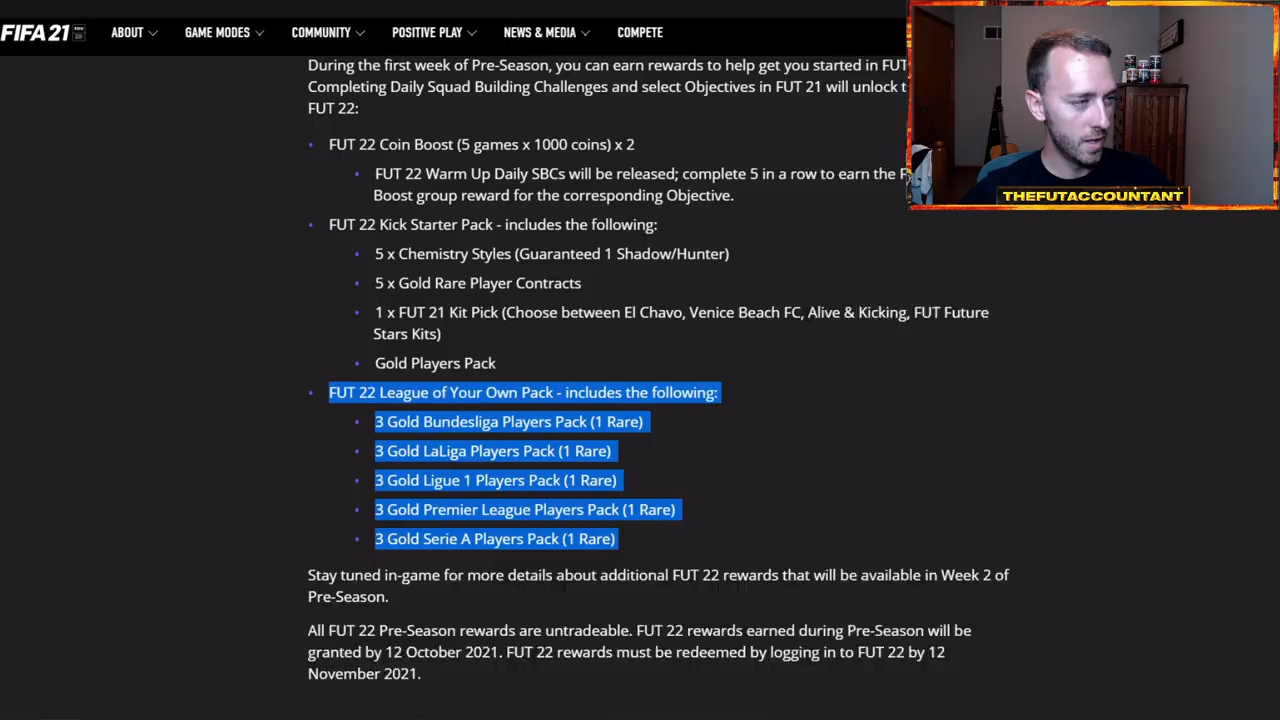 FIFA 21
ABOUT
GAME MODES
COMMUNITY
POSITIVE PLAY
NEWS & MEDIA
COMPETE
During the first week of Pre-Season, you can earn rewards to help get you started in FUT
Completing Daily Squad Building Challenges and select Objectives in FUT 21 will unlock
FUT 22:
• FUT 22 Coin Boost (5 games x 1000 coins) x 2
• FUT 22 Warm Up Daily SBCs will be released; complete 5 in a row to earn the
Boost group reward for the corresponding Objective.
• FUT 22 Kick Starter Pack - includes the following:
• 5 x Chemistry Styles (Guaranteed 1 Shadow/Hunter)
• 5 x Gold Rare Player Contracts
• 1 x FUT 21 Kit Pick (Choose between El Chavo, Venice Beach FC, Alive & Kicking, FUT Future
Stars Kits)
• Gold Players Pack
• FUT 22 League of Your Own Pack - includes the following:
• 3 Gold Bundesliga Players Pack (1 Rare)
• 3 Gold LaLiga Players Pack (1 Rare)
• 3 Gold Ligue 1 Players Pack (1 Rare)
• 3 Gold Premier League Players Pack (1 Rare)
• 3 Gold Serie A Players Pack (1 Rare)
Stay tuned in-game for more details about additional FUT 22 rewards that will be available in Week 2 of
Pre-Season.
All FUT 22 Pre-Season rewards are untradeable. FUT 22 rewards earned during Pre-Season will be
granted by 12 October 2021. FUT 22 rewards must be redeemed by logging in to FUT 22 by 12
November 2021.
THEFUTACCOUNTANT